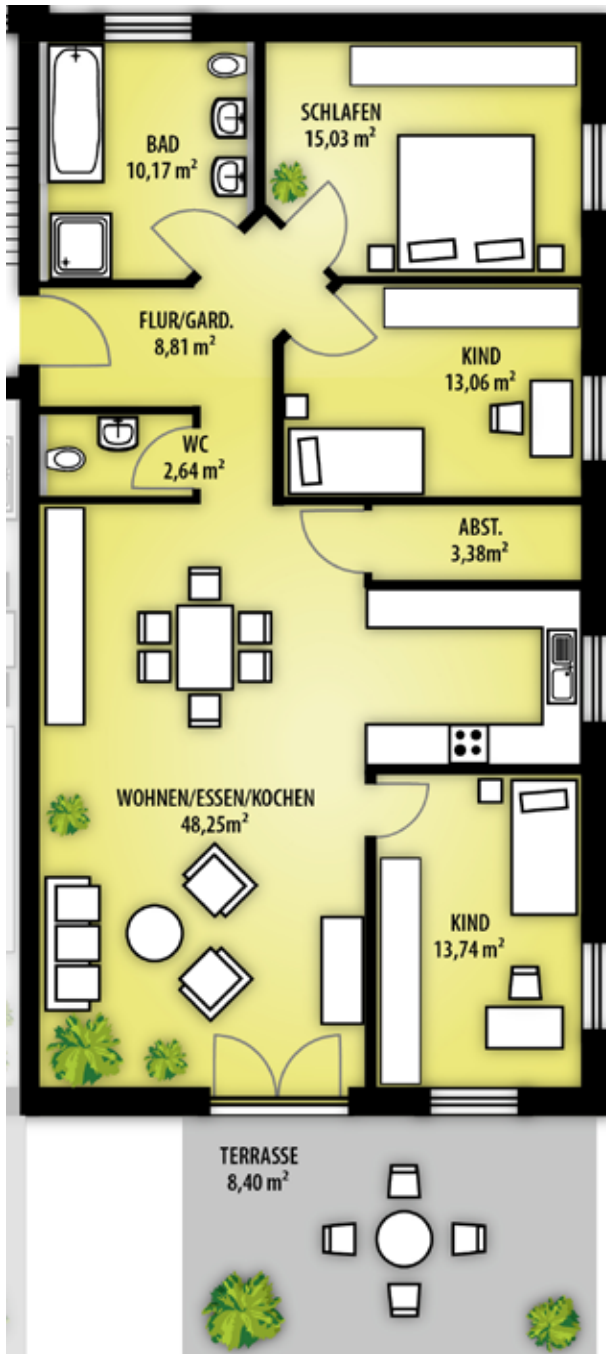 SCHLAFEN
15,03 m²
BAD
10,17 m²
FLUR/GARD.
8,81 m²
KIND
13,06 m²
WC
2,64 m²
ABST.
3,38m²
WOHNEN/ESSEN/KOCHEN
48,25m²
KIND
13,74 m²
TERRASSE
8,40 m²